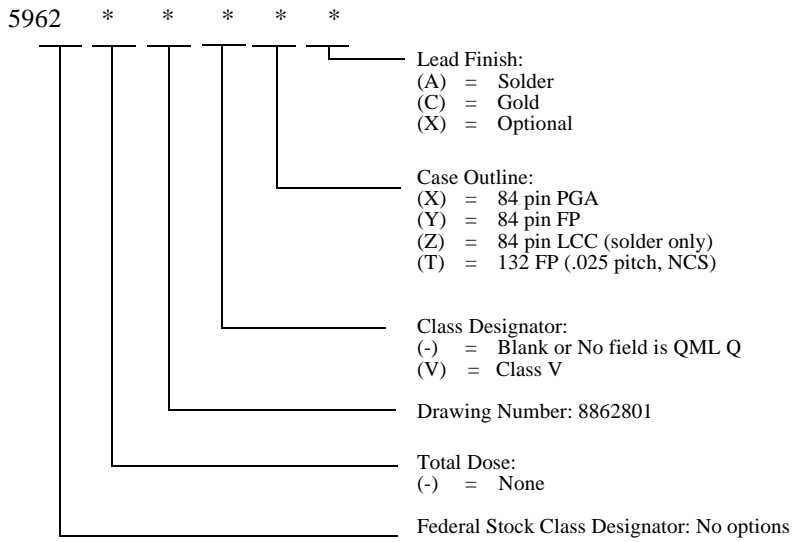 5962 * * * * *
Lead Finish:
(A) = Solder
(C) = Gold
(X) = Optional
Case Outline:
(X) = 84 pin PGA
(Y) = 84 pin FP
(Z) = 84 pin LCC (solder only)
(T) = 132 FP (.025 pitch, NCS)
Class Designator:
(-) = Blank or No field is QML Q
(V) = Class V
Drawing Number: 8862801
Total Dose:
(-) = None
Federal Stock Class Designator: No options